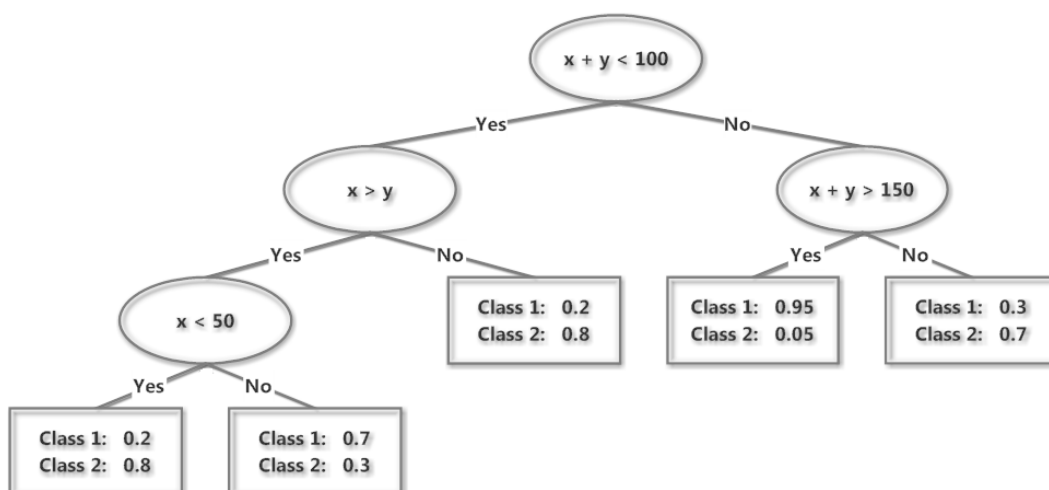 x + y < 100
Yes
No
x > y
x + y > 150
Yes
No
Yes
No
x < 50
Class 1: 0.2
Class 2: 0.8
Class 1: 0.95
Class 2: 0.05
Class 1: 0.3
Class 2: 0.7
Yes
No
Class 1: 0.2
Class 2: 0.8
Class 1: 0.7
Class 2: 0.3